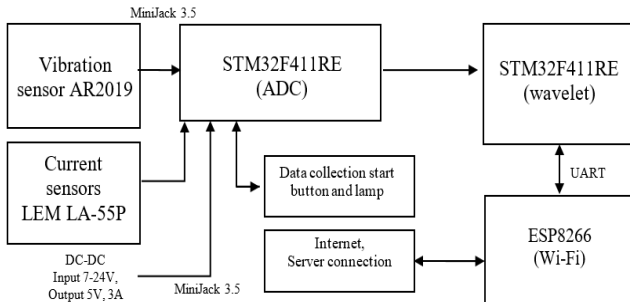 MiniJack 3.5
Vibration
sensor AR2019
STM32F411RE
(ADC)
STM32F411RE
(wavelet)
Current
sensors
LEM LA-55P
Data collection start
button and lamp
UART
Internet,
Server connection
ESP8266
(Wi-Fi)
DC-DC
Input 7-24V,
Output 5V, 3A
MiniJack 3.5